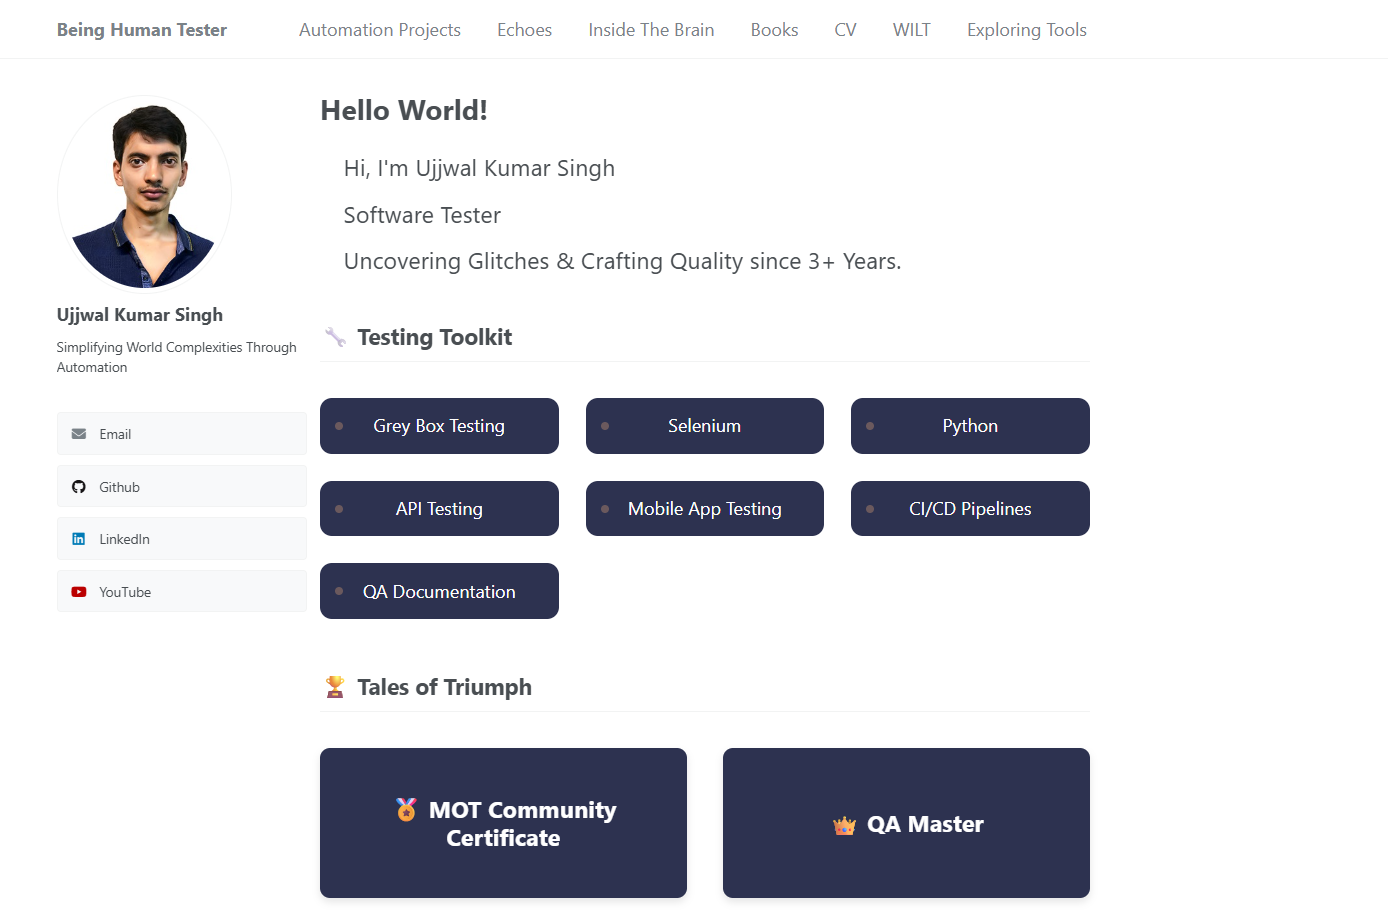 Being Human Tester
Automation Projects
Echoes
Inside The Brain
Books
CV
WILT
Exploring Tools
Ujjwal Kumar Singh
Simplifying World Complexities Through
Automation
Email
Github
LinkedIn
YouTube
Hello World!
Hi, I'm Ujjwal Kumar Singh
Software Tester
Uncovering Glitches & Crafting Quality since 3+ Years.
Testing Toolkit
Grey Box Testing
Selenium
Python
API Testing
Mobile App Testing
CI/CD Pipelines
QA Documentation
Tales of Triumph
MOT Community
Certificate
QA Master